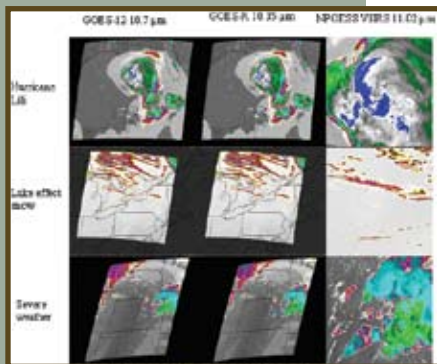 GOES-12 10.7 µm GOES-R 10.35 µm NPOESS VIIRS 11.02 µm
Hurricane
Lili
Lake effect
snow
Severe
weather